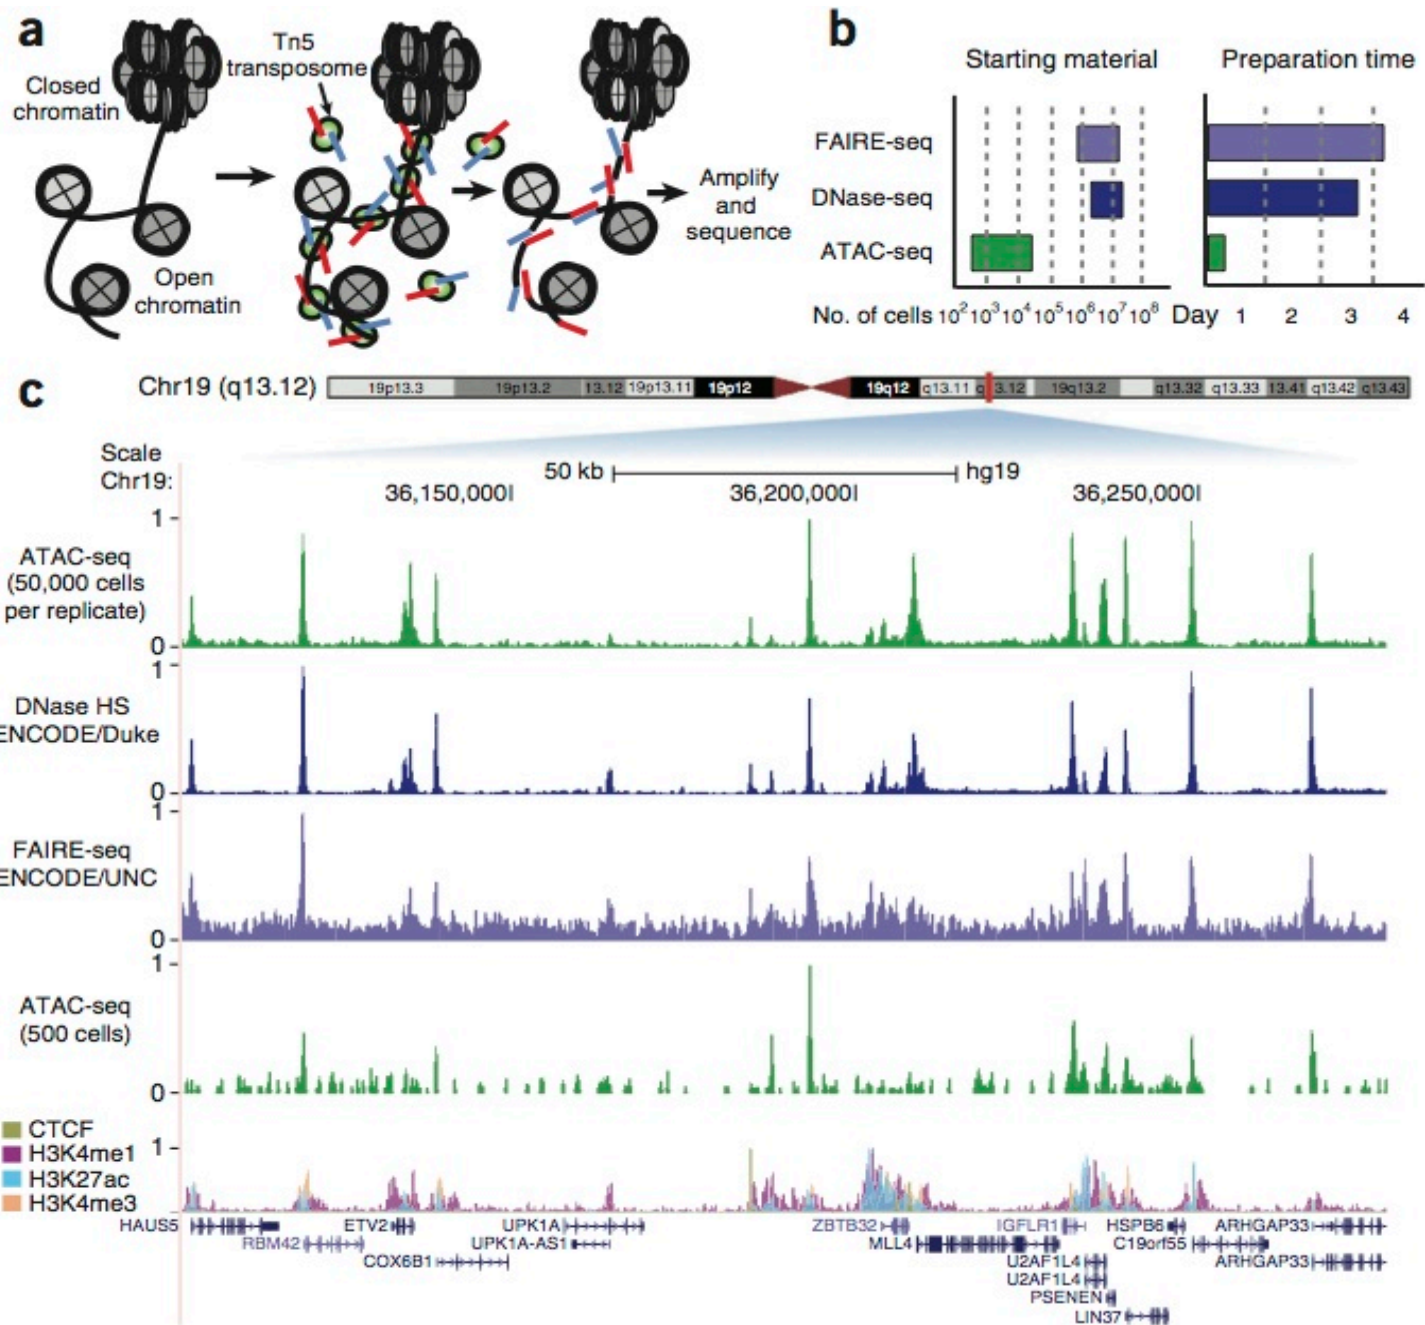 a
Closed
chromatin
Tn5
transposome
Open
chromatin
Amplify
and
sequence
b
Starting material
Preparation time
FAIRE-seq
DNase-seq
ATAC-seq
No. of cells 10² 10³ 10⁴ 10⁵ 10⁶ 10⁷ 10⁸
Day 1 2 3 4
c
Chr19 (q13.12)
19p13.3 19p13.2 13.12 19p13.11 19p12 19q12 q13.11 q13.12 19q13.2 q13.32 q13.33 13.41 q13.42 q13.43
Scale
Chr19:
50 kb hg19
36,150,000 36,200,000 36,250,000
1
ATAC-seq
(50,000 cells
per replicate)
0
1
DNase HS
ENCODE/Duke
0
1
FAIRE-seq
ENCODE/UNC
0
1
ATAC-seq
(500 cells)
0
CTCF
H3K4me1
H3K27ac
H3K4me3
1
HAUS5 ETV2 UPK1A ZBTB32 IGFLR1 HSPB6 ARHGAP33
RBM42 UPK1A-AS1 MLL4 C19orf55
COX6B1 U2AF1L4 ARHGAP33
U2AF1L4
PSENEN
LIN37